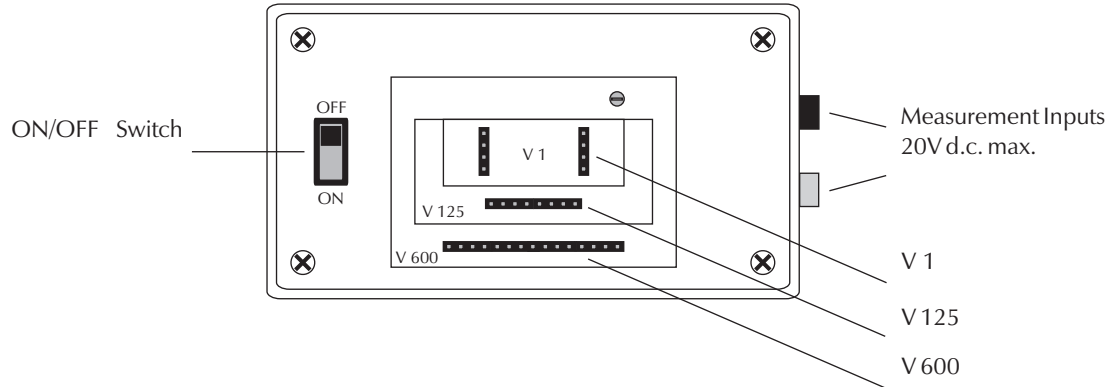 OFF
ON/OFF Switch
ON
V 1
V 125
V 600
Measurement Inputs
20V d.c. max.
V 1
V 125
V 600